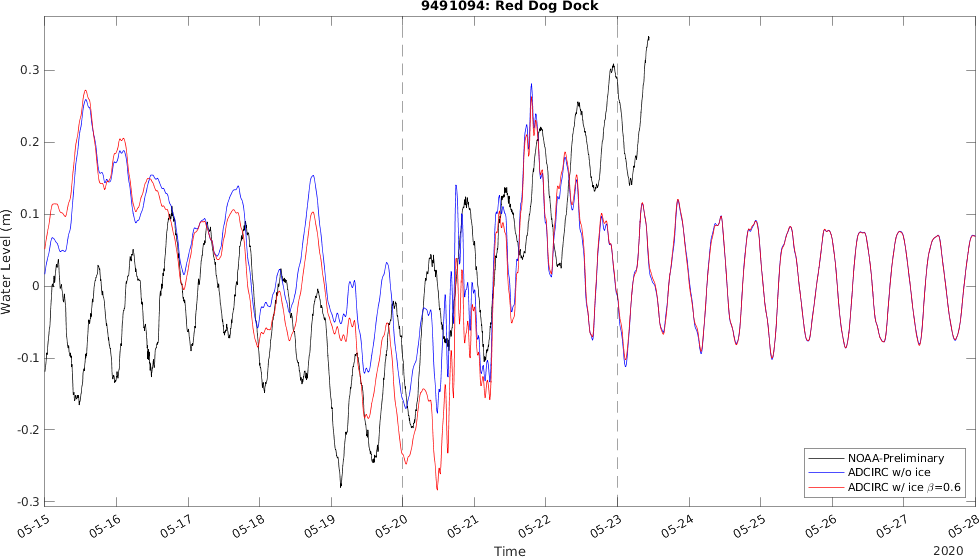 9491094: Red Dog Dock
Water Level (m)
0.3
0.2
0.1
0
-0.1
-0.2
-0.3
NOAA-Preliminary
ADCIRC w/o ice
ADCIRC w/ ice β=0.6
05-15 05-16 05-17 05-18 05-19 05-20 05-21 05-22 05-23 05-24 05-25 05-26 05-27 05-28
Time
2020